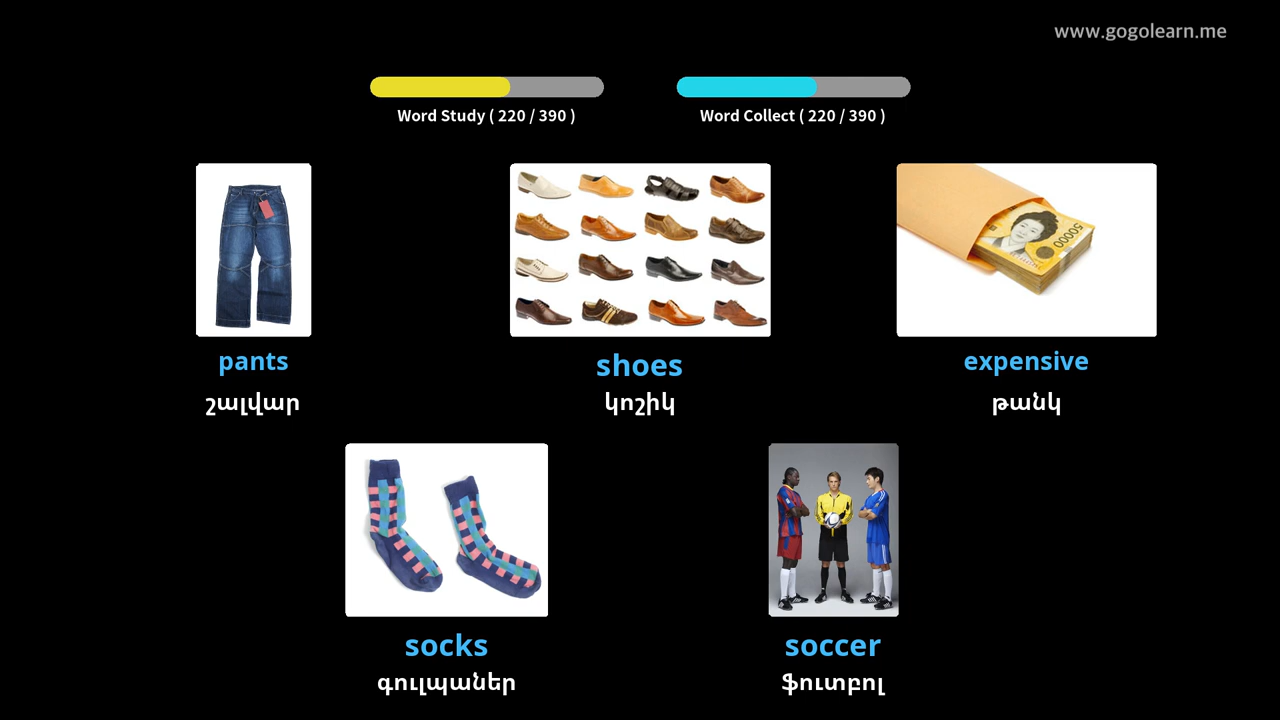 www.gogolearn.me
Word Study ( 220 / 390 )
Word Collect ( 220 / 390 )
50000
pants
shoes
expensive
շալվար
կոշիկ
թանկ
socks
soccer
գուլպաներ
ֆուտբոլ